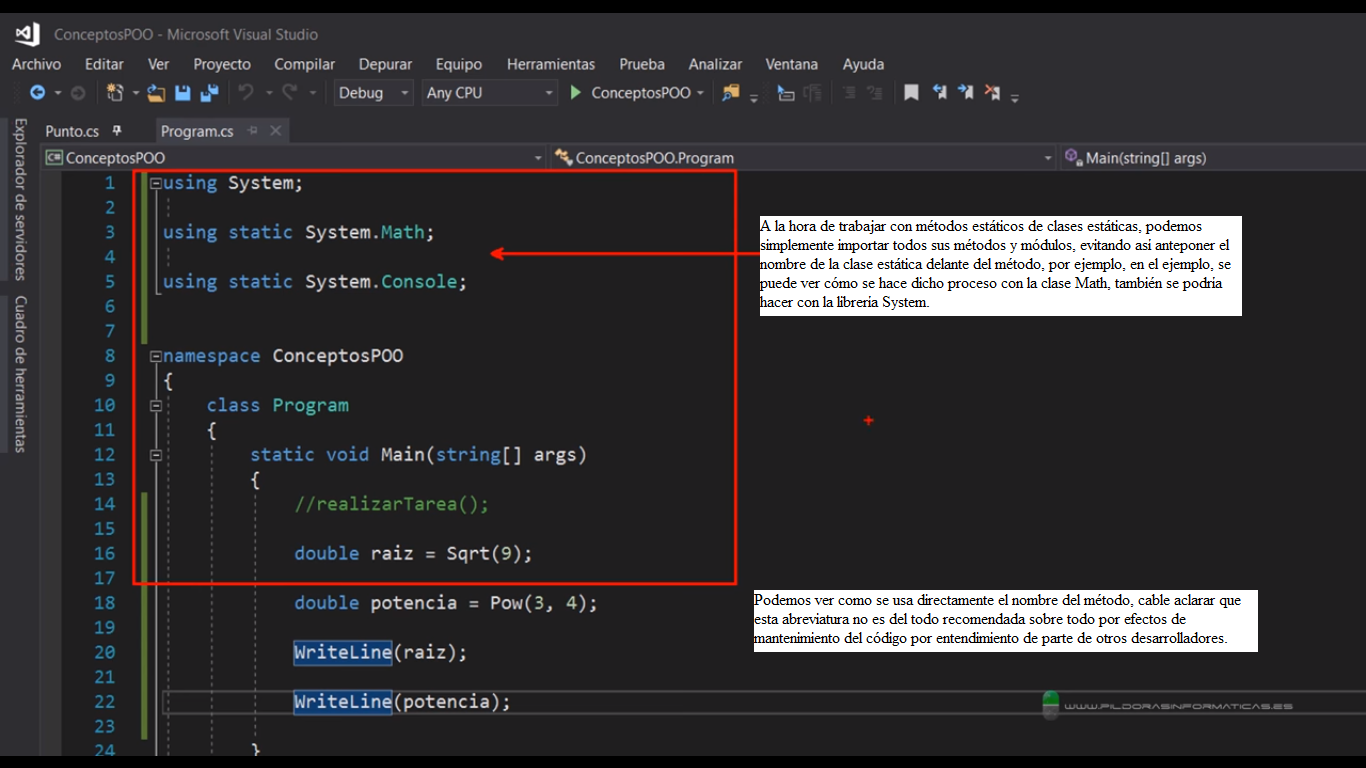 ConceptosPOO - Microsoft Visual Studio
Archivo Editar Ver Proyecto Compilar Depurar Equipo Herramientas Prueba Analizar Ventana Ayuda
Debug Any CPU ConceptosPOO
Explorador de servidores
Cuadro de herramientas
Punto.cs Program.cs
ConceptosPOO ConceptosPOO.Program Main(string[] args)
1 using System;
2
3 using static System.Math;
4
5 using static System.Console;
6
7
8 namespace ConceptosPOO
9 {
10 class Program
11 {
12 static void Main(string[] args)
13 {
14 //realizarTarea();
15
16 double raiz = Sqrt(9);
17
18 double potencia = Pow(3, 4);
19
20 WriteLine(raiz);
21
22 WriteLine(potencia);
23
24 }
A la hora de trabajar con métodos estáticos de clases estáticas, podemos
simplemente importar todos sus métodos y módulos, evitando asi anteponer el
nombre de la clase estática delante del método, por ejemplo, en el ejemplo, se
puede ver cómo se hace dicho proceso con la clase Math, también se podría
hacer con la librería System.
Podemos ver como se usa directamente el nombre del método, cable aclarar que
esta abreviatura no es del todo recomendada sobre todo por efectos de
mantenimiento del código por entendimiento de parte de otros desarrolladores.
WWW.PILDORASINFORMATICAS.ES